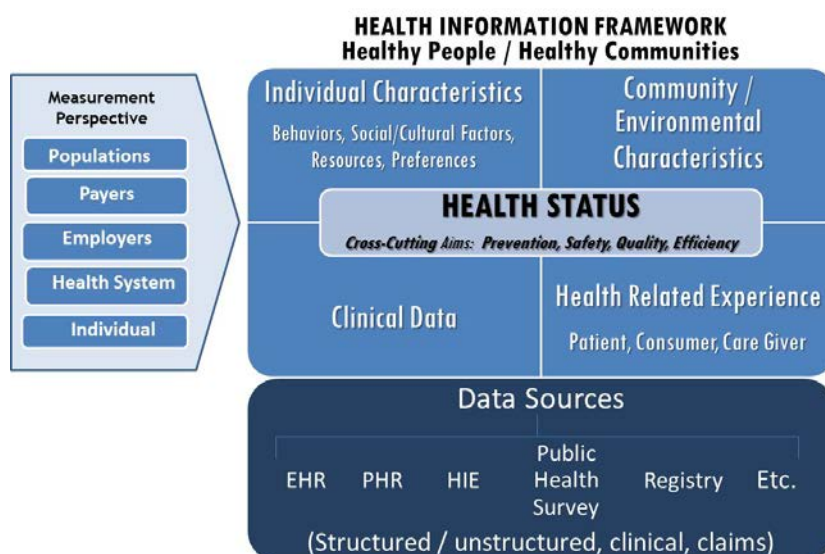 HEALTH INFORMATION FRAMEWORK
Healthy People / Healthy Communities
Measurement
Perspective
Populations
Payers
Employers
Health System
Individual
Individual Characteristics
Behaviors, Social/Cultural Factors,
Resources, Preferences
Community /
Environmental
Characteristics
HEALTH STATUS
Cross-Cutting Aims: Prevention, Safety, Quality, Efficiency
Clinical Data
Health Related Experience
Patient, Consumer, Care Giver
Data Sources
EHR
PHR
HIE
Public
Health
Survey
Registry
Etc.
(Structured / unstructured, clinical, claims)